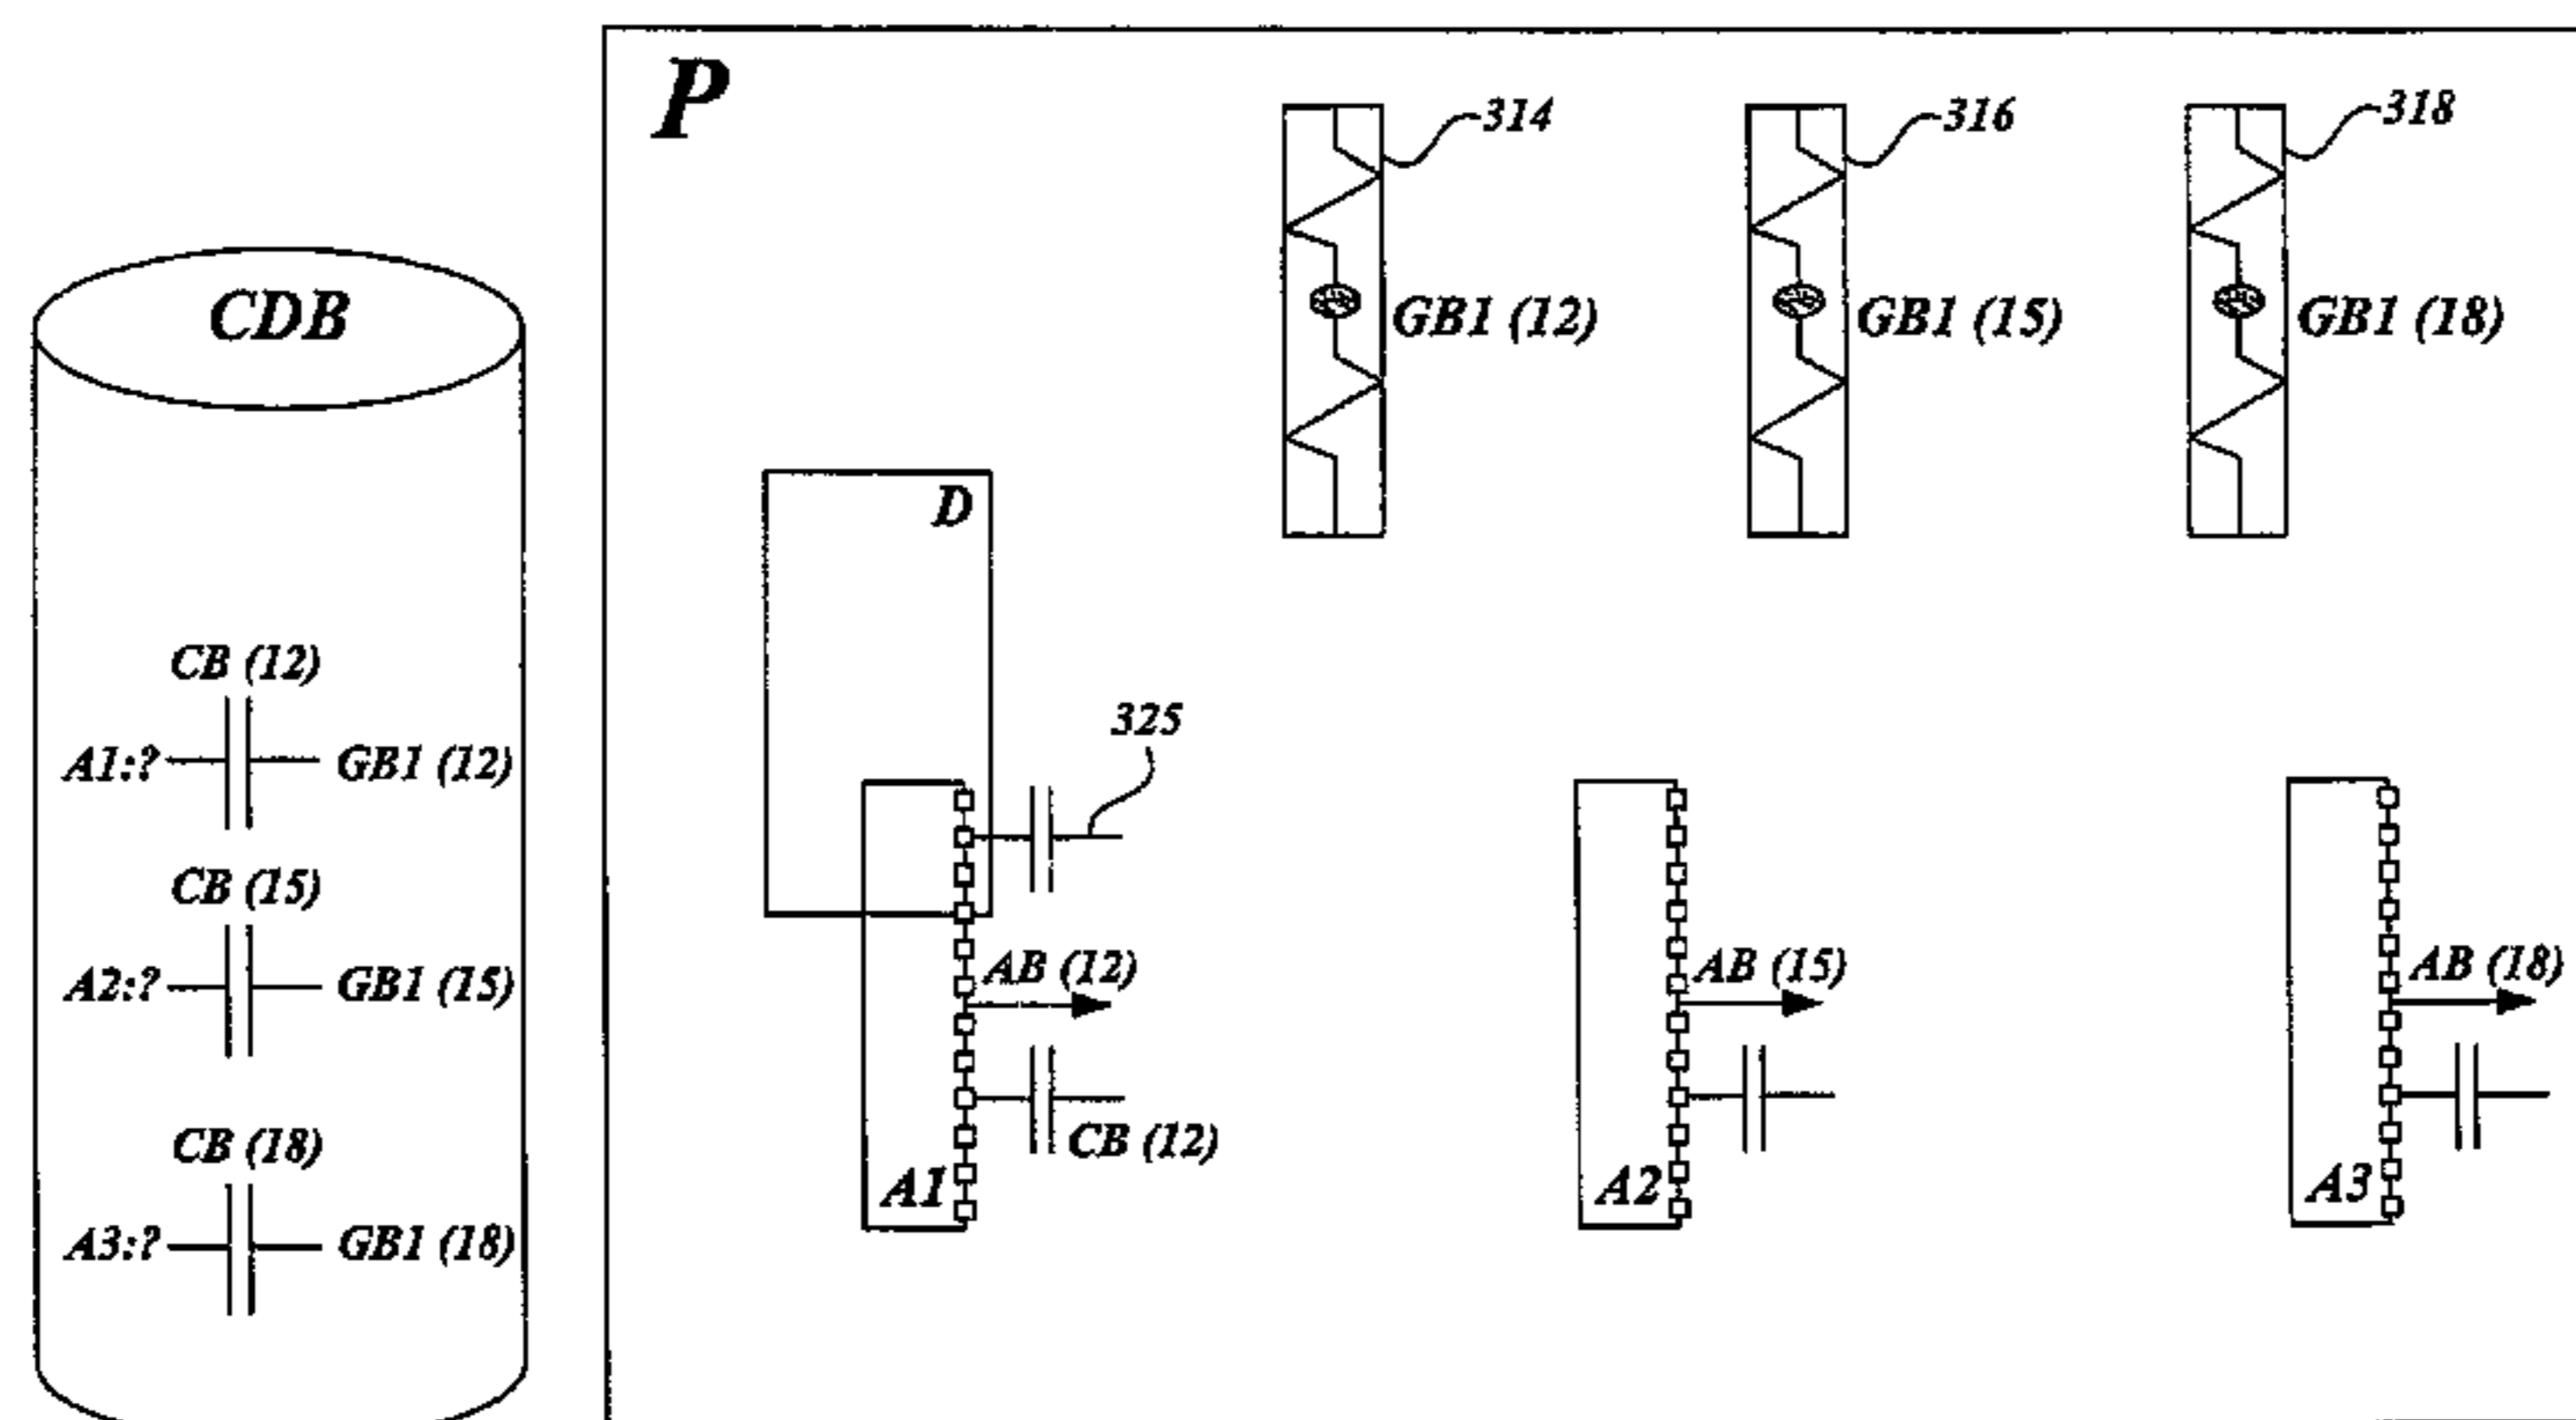 P
314
316
318
CDB
GB1 (12)
GB1 (15)
GB1 (18)
D
CB (12)
325
A1:?
GB1 (12)
CB (15)
AB (12)
AB (15)
AB (18)
A2:?
GB1 (15)
CB (12)
CB (18)
A1
A2
A3
A3:?
GB1 (18)